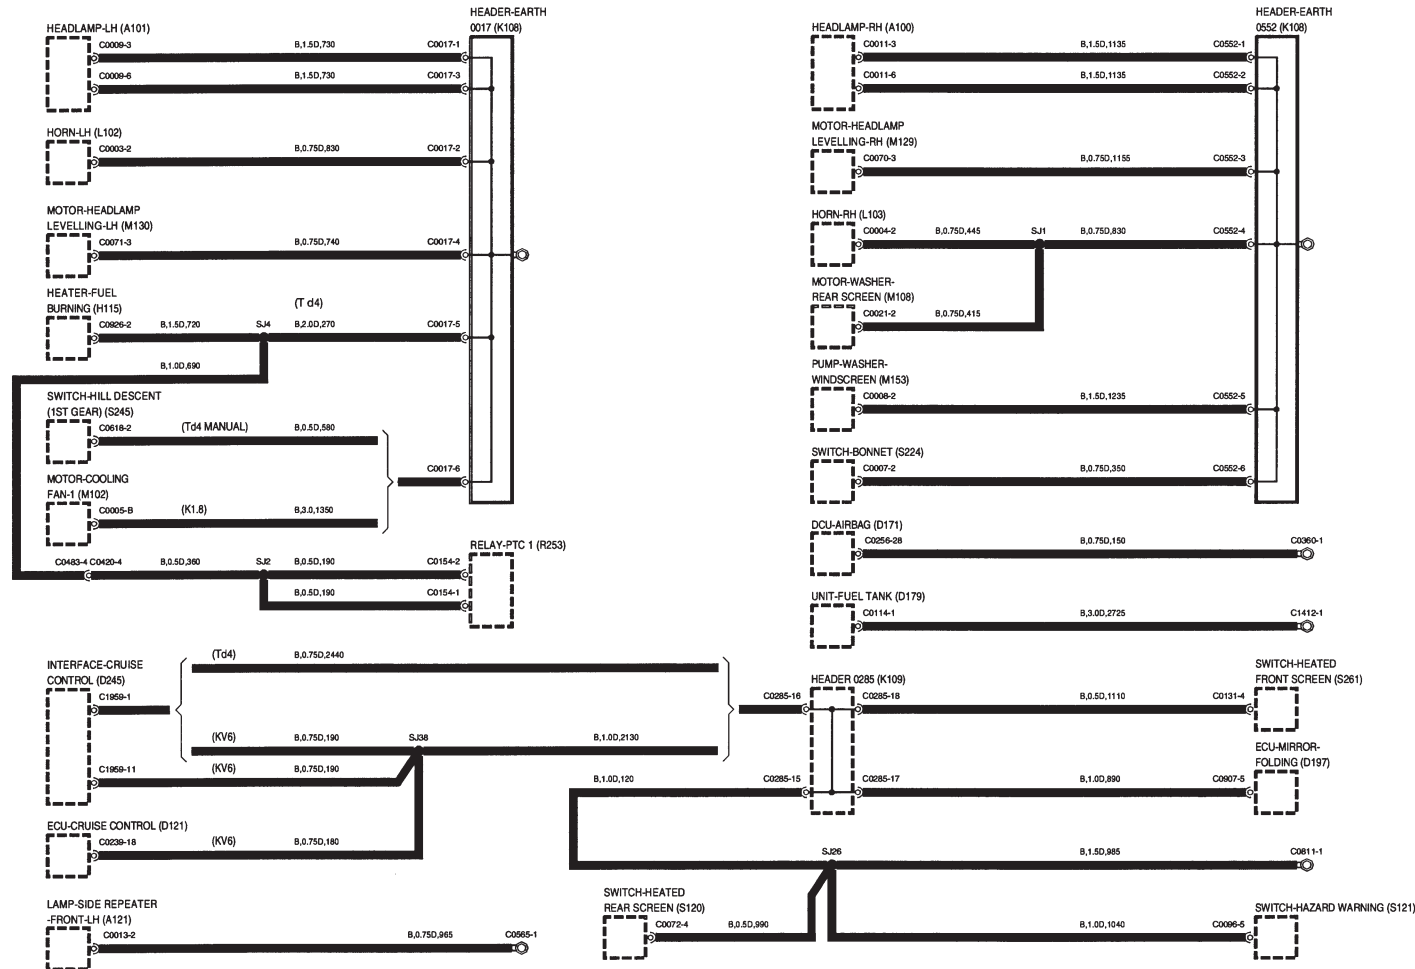 HEADLAMP-LH (A101)
C0009-3
B,1.5D,730
C0017-1
C0009-6
B,1.5D,730
C0017-3
HEADER-EARTH
0017 (K108)
HORN-LH (L102)
C0003-2
B,0.75D,830
C0017-2
MOTOR-HEADLAMP
LEVELLING-LH (M130)
C0071-3
B,0.75D,740
C0017-4
HEATER-FUEL
BURNING (H115)
(T d4)
C0926-2
B,1.5D,720
SJ4
B,2.0D,270
C0017-5
B,1.0D,690
SWITCH-HILL DESCENT
(1ST GEAR) (S245)
C0618-2
(Td4 MANUAL)
B,0.5D,580
C0017-6
MOTOR-COOLING
FAN-1 (M102)
C0005-B
(K1.8)
B,3.0,1350
RELAY-PTC 1 (R253)
C0483-4
C0420-4
B,0.5D,360
SJ2
B,0.5D,190
C0154-2
B,0.5D,190
C0154-1
HEADLAMP-RH (A100)
C0011-3
B,1.5D,1135
C0552-1
C0011-6
B,1.5D,1135
C0552-2
HEADER-EARTH
0552 (K108)
MOTOR-HEADLAMP
LEVELLING-RH (M129)
C0070-3
B,0.75D,1155
C0552-3
HORN-RH (L103)
C0004-2
B,0.75D,445
SJ1
B,0.75D,830
C0552-4
MOTOR-WASHER-
REAR SCREEN (M108)
C0021-2
B,0.75D,415
PUMP-WASHER-
WINDSCREEN (M153)
C0008-2
B,1.5D,1235
C0552-5
SWITCH-BONNET (S224)
C0007-2
B,0.75D,350
C0552-6
DCU-AIRBAG (D171)
C0256-28
B,0.75D,150
C0360-1
UNIT-FUEL TANK (D179)
C0114-1
B,3.0D,2725
C1412-1
INTERFACE-CRUISE
CONTROL (D245)
C1959-1
(Td4)
B,0.75D,2440
(KV6)
B,0.75D,190
SJ38
B,1.0D,2130
C1959-11
(KV6)
B,0.75D,190
ECU-CRUISE CONTROL (D121)
C0239-18
(KV6)
B,0.75D,180
HEADER 0285 (K109)
C0285-16
C0285-18
B,0.5D,1110
C0131-4
SWITCH-HEATED
FRONT SCREEN (S261)
B,1.0D,120
C0285-15
C0285-17
B,1.0D,890
C0907-5
ECU-MIRROR-
FOLDING (D197)
SJ26
B,1.5D,985
C0811-1
LAMP-SIDE REPEATER
-FRONT-LH (A121)
C0013-2
B,0.75D,965
C0565-1
SWITCH-HEATED
REAR SCREEN (S120)
C0072-4
B,0.5D,990
B,1.0D,1040
C0096-5
SWITCH-HAZARD WARNING (S121)